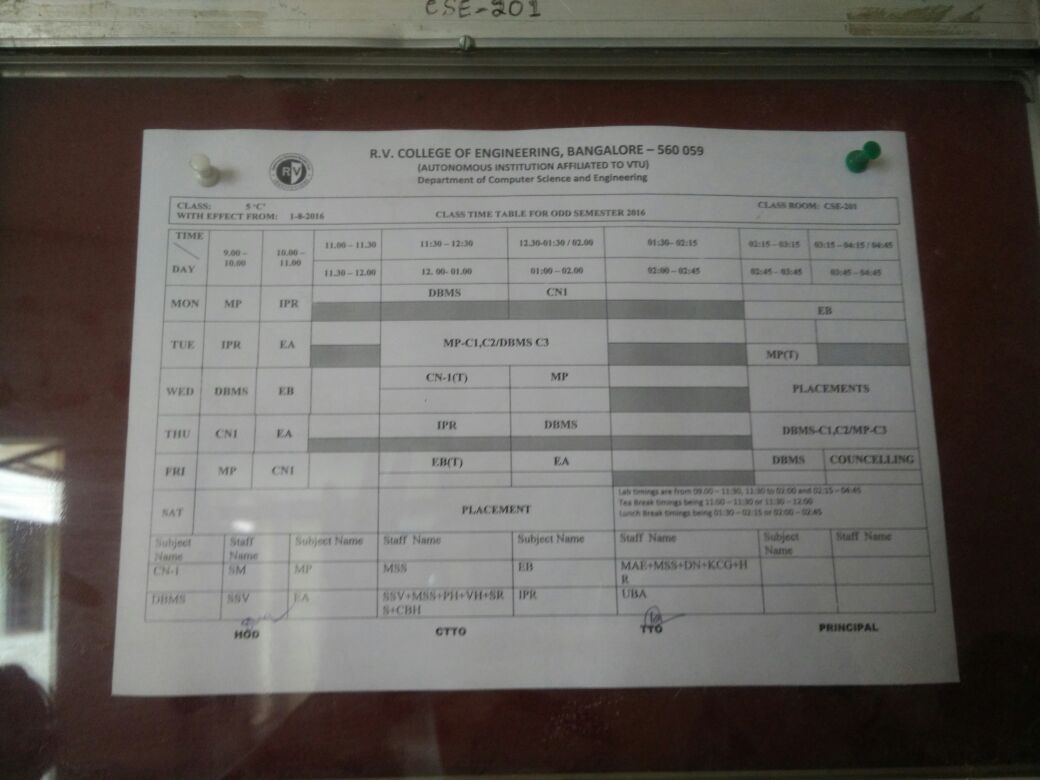 CSE-201
R.V. COLLEGE OF ENGINEERING, BANGALORE – 560 059
(AUTONOMOUS INSTITUTION AFFILIATED TO VTU)
Department of Computer Science and Engineering
RV
CLASS: 5 'C' CLASS ROOM: CSE-201
WITH EFFECT FROM: 1-8-2016 CLASS TIME TABLE FOR ODD SEMESTER 2016
TIME 9.00 – 10.00 10.00 – 11.00 11.00 – 11.30 11:30 – 12:30 12.30-01:30 / 02.00 01:30– 02:15 02:15 – 03:15 03:15 – 04:15 / 04:45
DAY 11.30 – 12.00 12. 00- 01.00 01:00 – 02.00 02:00 – 02:45 02:45 – 03:45 03:45 – 04:45
MON MP IPR DBMS CN1 EB
TUE IPR EA MP-C1,C2/DBMS C3 MP(T)
WED DBMS EB CN-1(T) MP PLACEMENTS
THU CN1 EA IPR DBMS DBMS-C1,C2/MP-C3
FRI MP CN1 EB(T) EA DBMS COUNCELLING
SAT PLACEMENT
Lab timings are from 09.00 – 11:30, 11:30 to 02:00 and 02:15 – 04:45
Tea Break timings being 11:00 – 11:30 or 11:30 – 12:00
Lunch Break timings being 01:30 – 02:15 or 02:00 – 02:45
Subject Name Staff Name Subject Name Staff Name Subject Name Staff Name Subject Name Staff Name
CN-1 SM MP MSS EB MAE+MSS+DN+KCG+HR
DBMS SSV EA SSV+MSS+PH+VH+SRS+CBH IPR UBA
HOD CTTO TTO PRINCIPAL